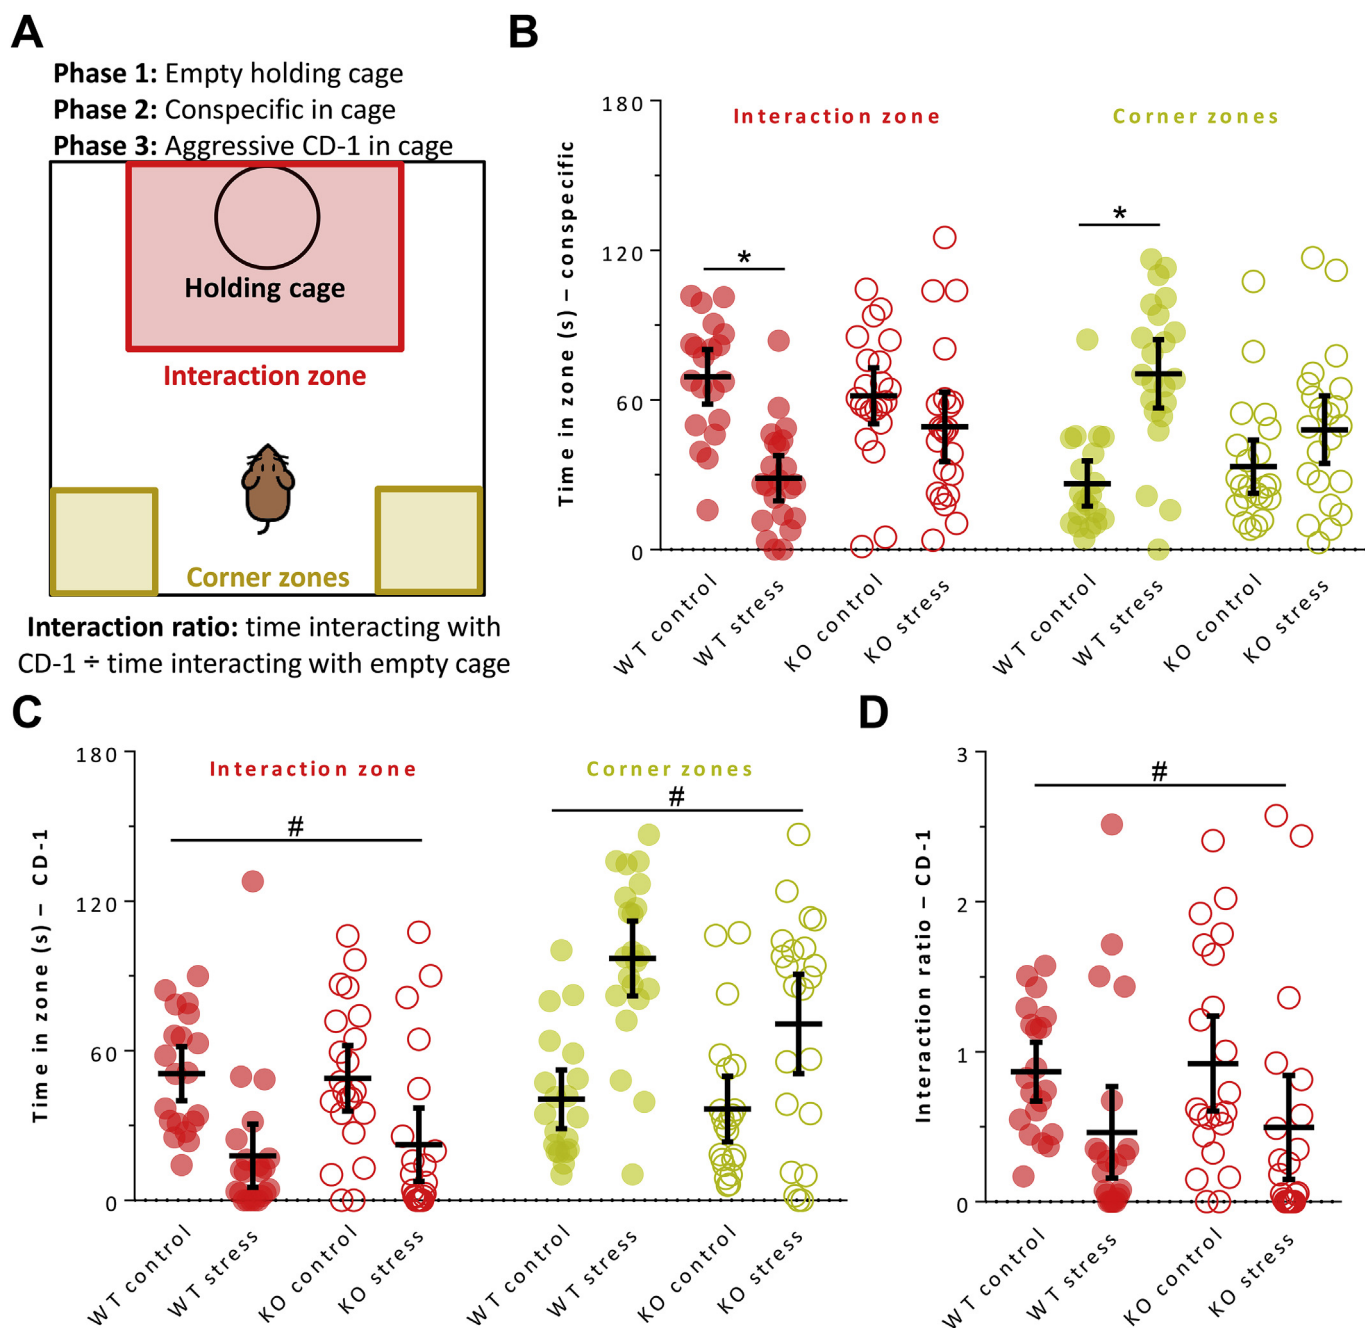 A
Phase 1: Empty holding cage
Phase 2: Conspecific in cage
Phase 3: Aggressive CD-1 in cage
Holding cage
Interaction zone
Corner zones
Interaction ratio: time interacting with
CD-1 ÷ time interacting with empty cage
B
Time in zone (s) – conspecific
180
120
60
0
Interaction zone
Corner zones
*
*
WT control
WT stress
KO control
KO stress
WT control
WT stress
KO control
KO stress
C
Time in zone (s) – CD-1
180
120
60
0
Interaction zone
Corner zones
#
#
WT control
WT stress
KO control
KO stress
WT control
WT stress
KO control
KO stress
D
Interaction ratio – CD-1
3
2
1
0
#
WT control
WT stress
KO control
KO stress